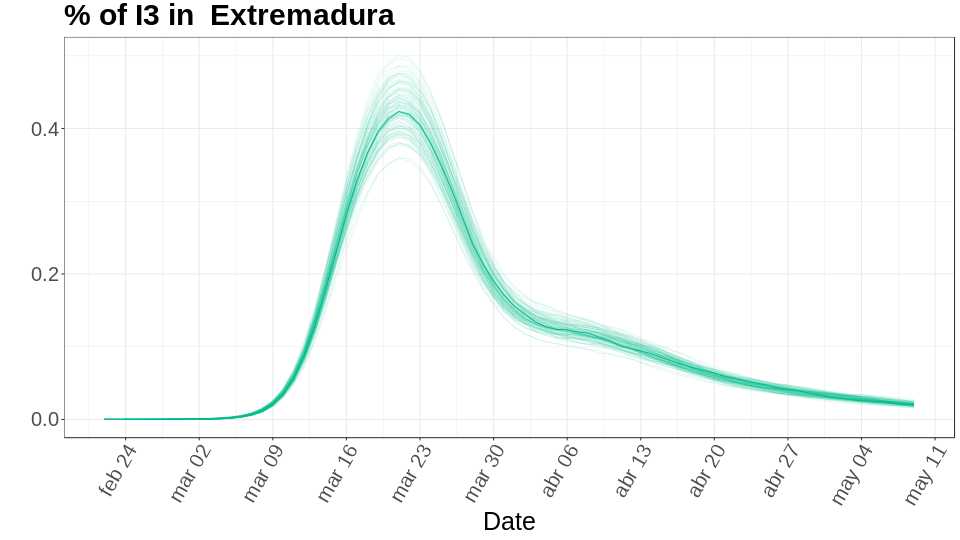 % of I3 in  Extremadura
0.4
0.2
0.0
feb 24
mar 02
mar 09
mar 16
mar 23
mar 30
abr 06
abr 13
abr 20
abr 27
may 04
may 11
Date